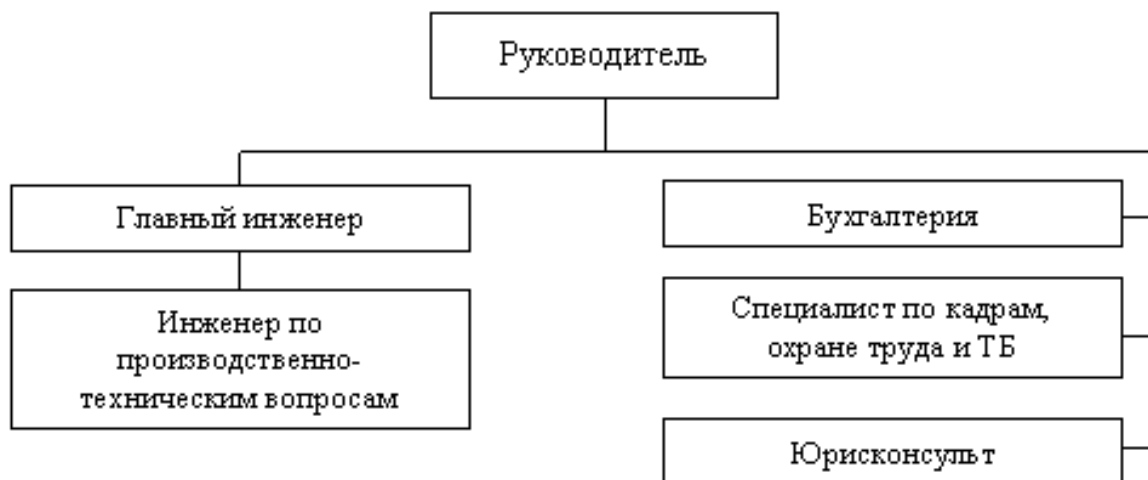 Руководитель
Главный инженер
Инженер по
производственно-
техническим вопросам
Бухгалтерия
Специалист по кадрам,
охране труда и ТБ
Юрисконсульт